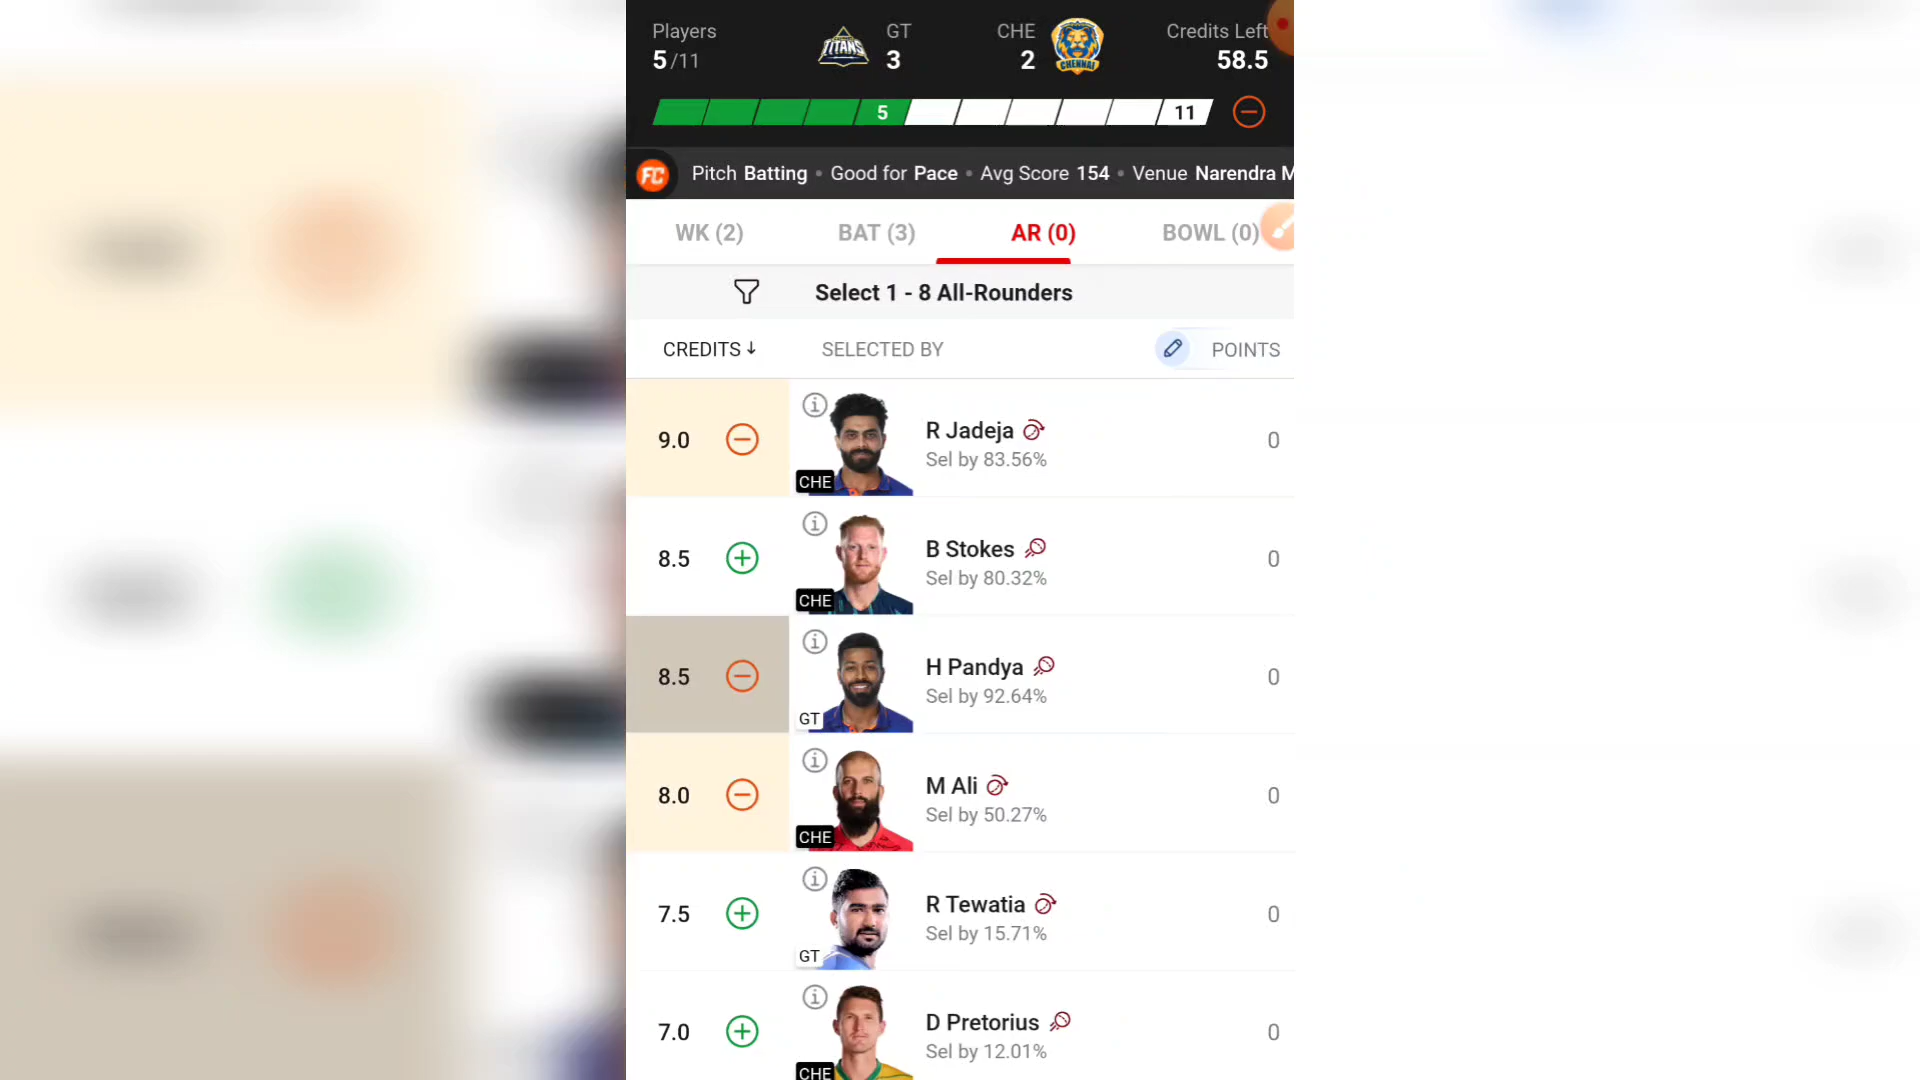 Players
5/11
TITANS
GT
3
CHE
2
CHENNAI
Credits Left
58.5
5
11
FC
Pitch Batting • Good for Pace • Avg Score 154 • Venue Narendra M
WK (2)
BAT (3)
AR (0)
BOWL (0)
Select 1 - 8 All-Rounders
CREDITS↓
SELECTED BY
POINTS
9.0
CHE
R Jadeja
Sel by 83.56%
0
8.5
CHE
B Stokes
Sel by 80.32%
0
8.5
GT
H Pandya
Sel by 92.64%
0
8.0
CHE
M Ali
Sel by 50.27%
0
7.5
GT
R Tewatia
Sel by 15.71%
0
7.0
CHE
D Pretorius
Sel by 12.01%
0